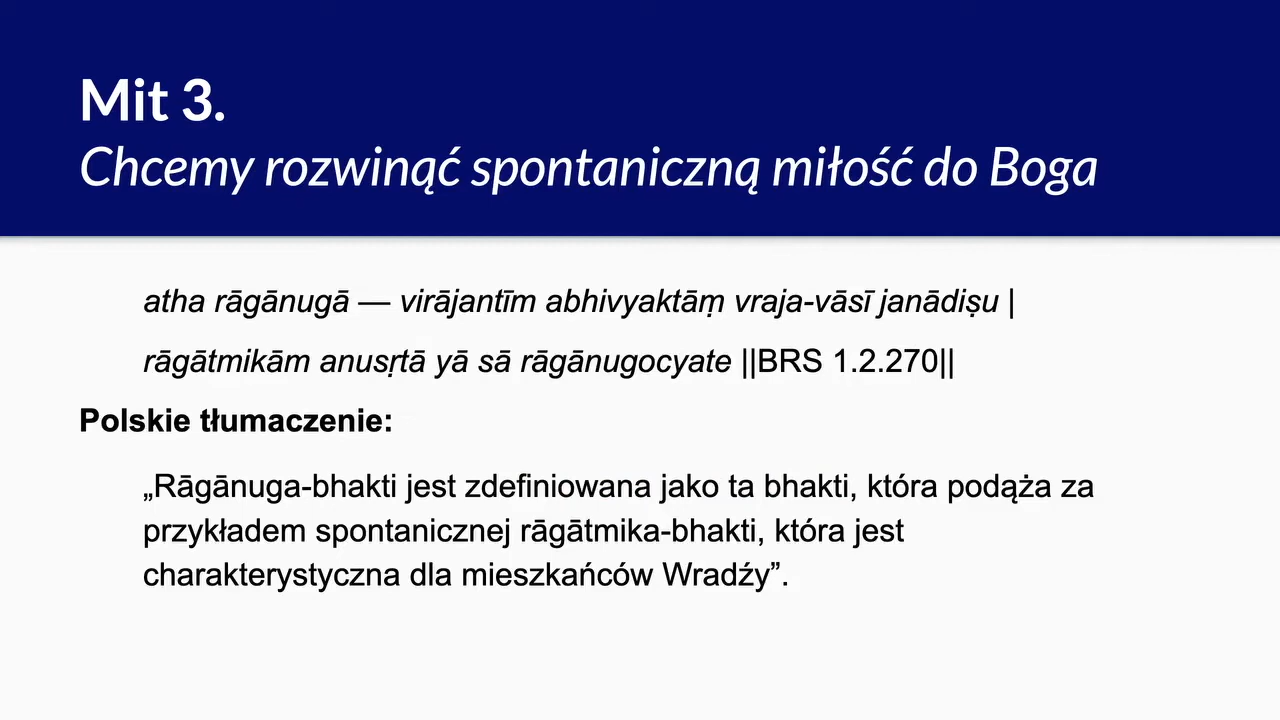 Mit 3.
Chcemy rozwinąć spontaniczną miłość do Boga
atha rāgānugā — virājantīm abhivyaktāṃ vraja-vāsī janādiṣu |
rāgātmikām anusṛtā yā sā rāgānugocyate ||BRS 1.2.270||
Polskie tłumaczenie:
„Rāgānuga-bhakti jest zdefiniowana jako ta bhakti, która podąża za
przykładem spontanicznej rāgātmika-bhakti, która jest
charakterystyczna dla mieszkańców Wradźy”.